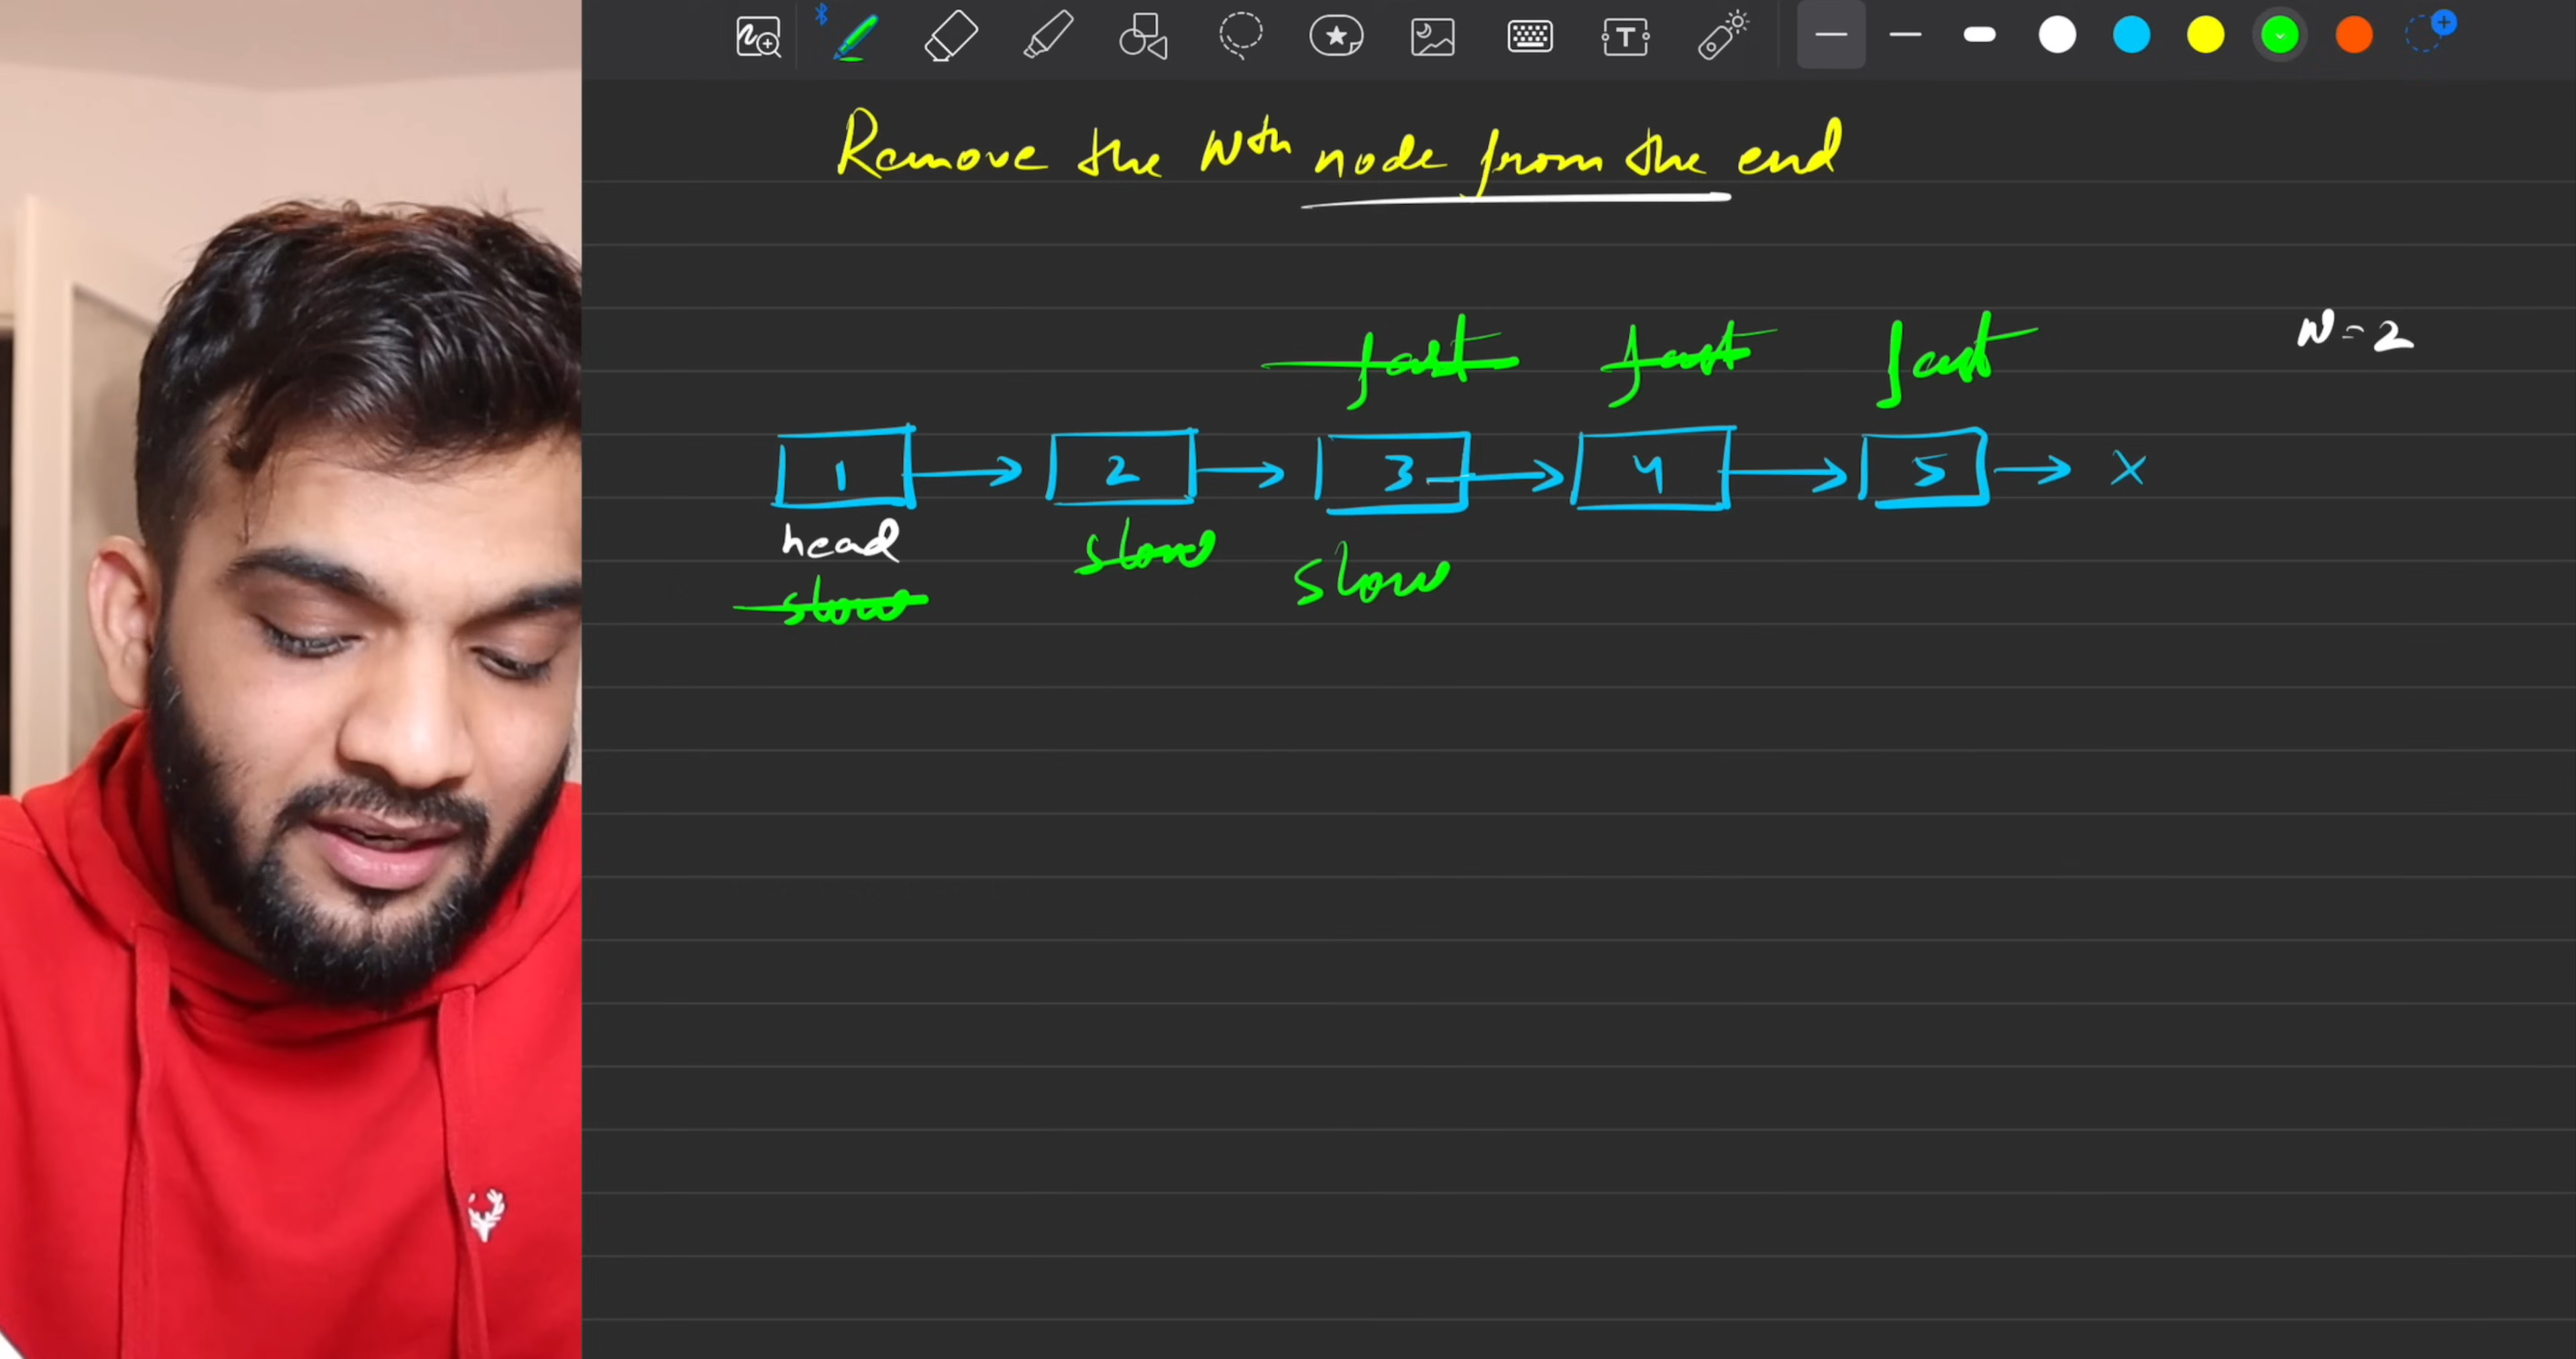 Remove the Nth node from the end
N = 2
fast fast fast
1 → 2 → 3 → 4 → 5 → X
head slow slow
slow